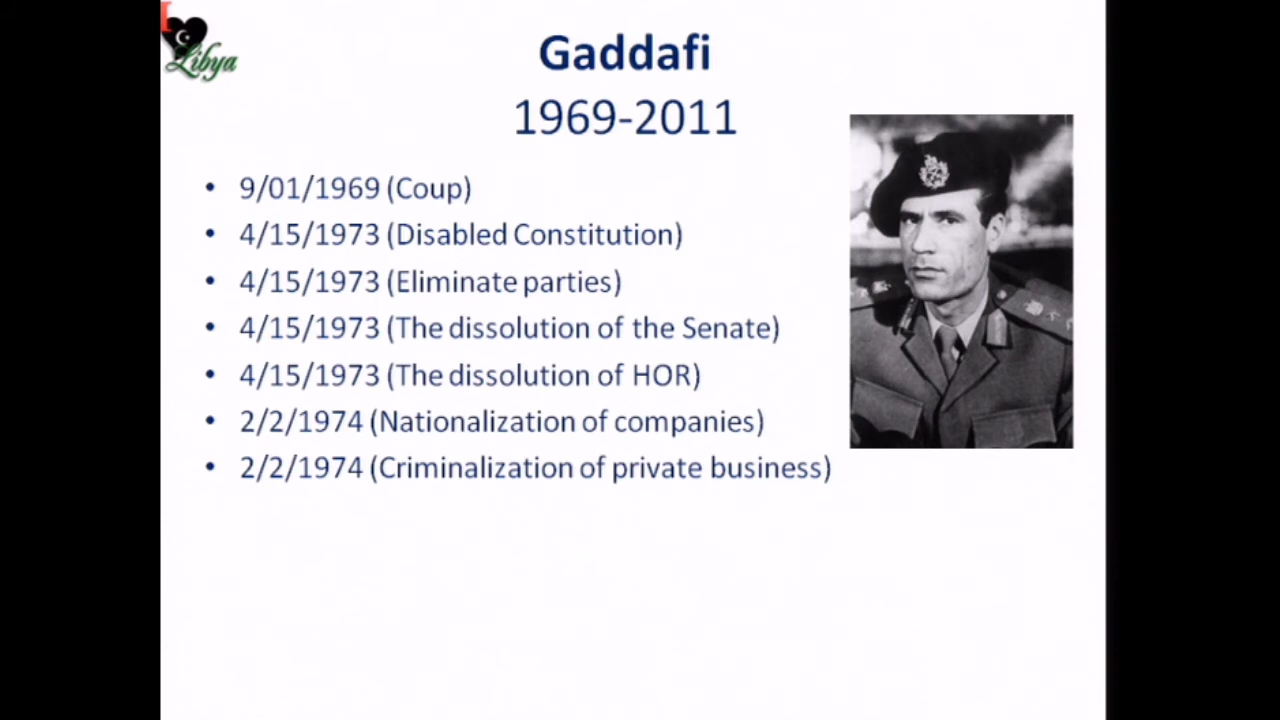 I
Libya
Gaddafi
1969-2011
• 9/01/1969 (Coup)
• 4/15/1973 (Disabled Constitution)
• 4/15/1973 (Eliminate parties)
• 4/15/1973 (The dissolution of the Senate)
• 4/15/1973 (The dissolution of HOR)
• 2/2/1974 (Nationalization of companies)
• 2/2/1974 (Criminalization of private business)